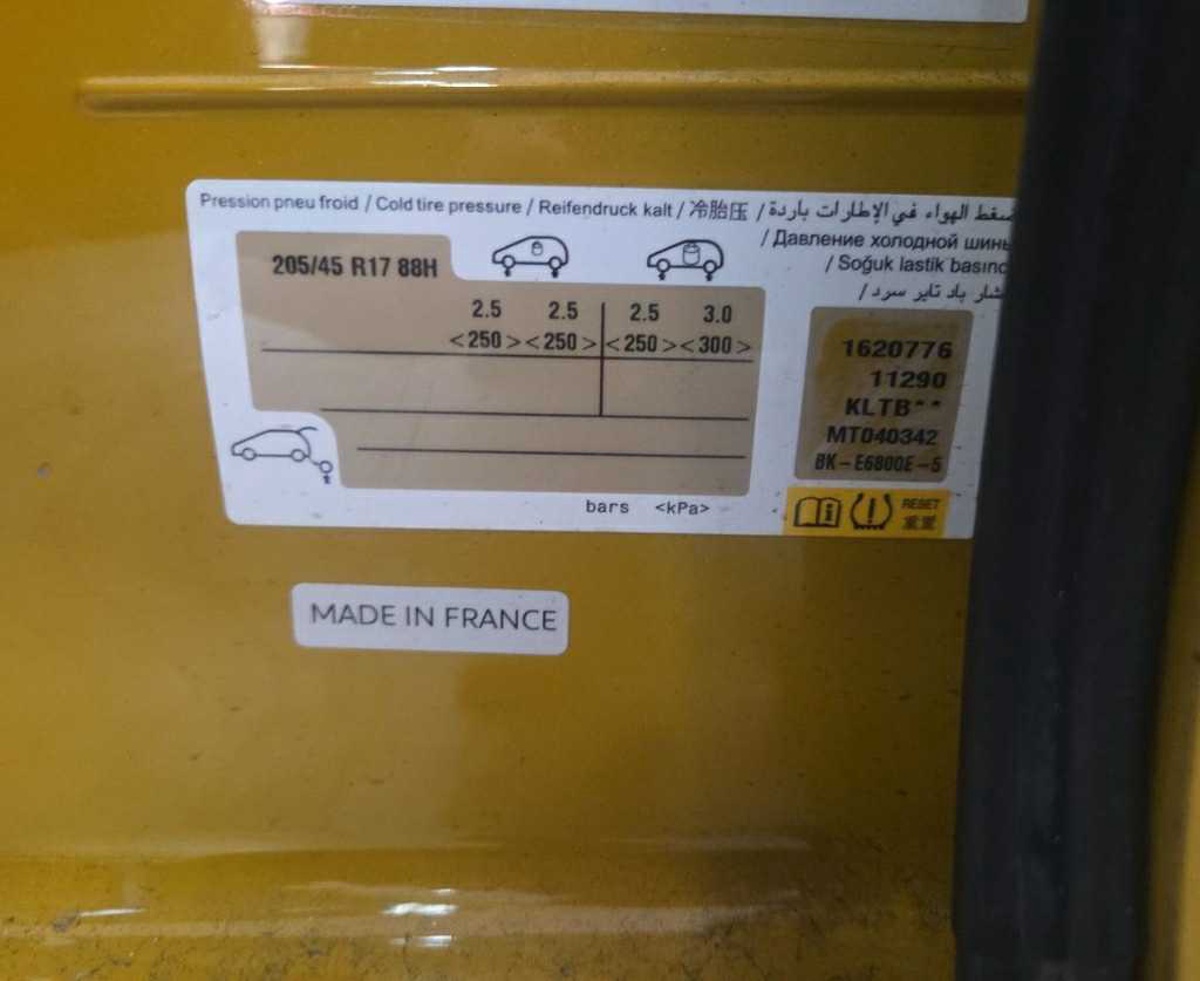 Pression pneu froid / Cold tire pressure / Reifendruck kalt / 冷胎压 / ضغط الهواء في الإطارات باردة
/ Давление холодной шины
/ Soğuk lastik basınc
/ فشار باد تایر سرد
205/45 R17 88H
2.5 2.5 2.5 3.0
<250> <250> <250> <300>
bars <kPa>
1620776
11290
KLTB**
MT040342
BK-E6800E-5
RESET
重置
MADE IN FRANCE